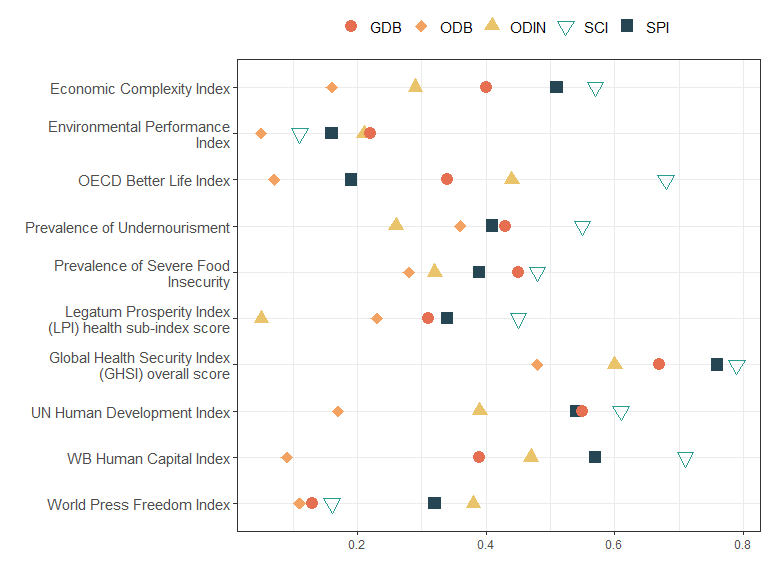 GDB ODB ODIN SCI SPI
Economic Complexity Index
Environmental Performance
Index
OECD Better Life Index
Prevalence of Undernourisment
Prevalence of Severe Food
Insecurity
Legatum Prosperity Index
(LPI) health sub-index score
Global Health Security Index
(GHSI) overall score
UN Human Development Index
WB Human Capital Index
World Press Freedom Index
0.2 0.4 0.6 0.8